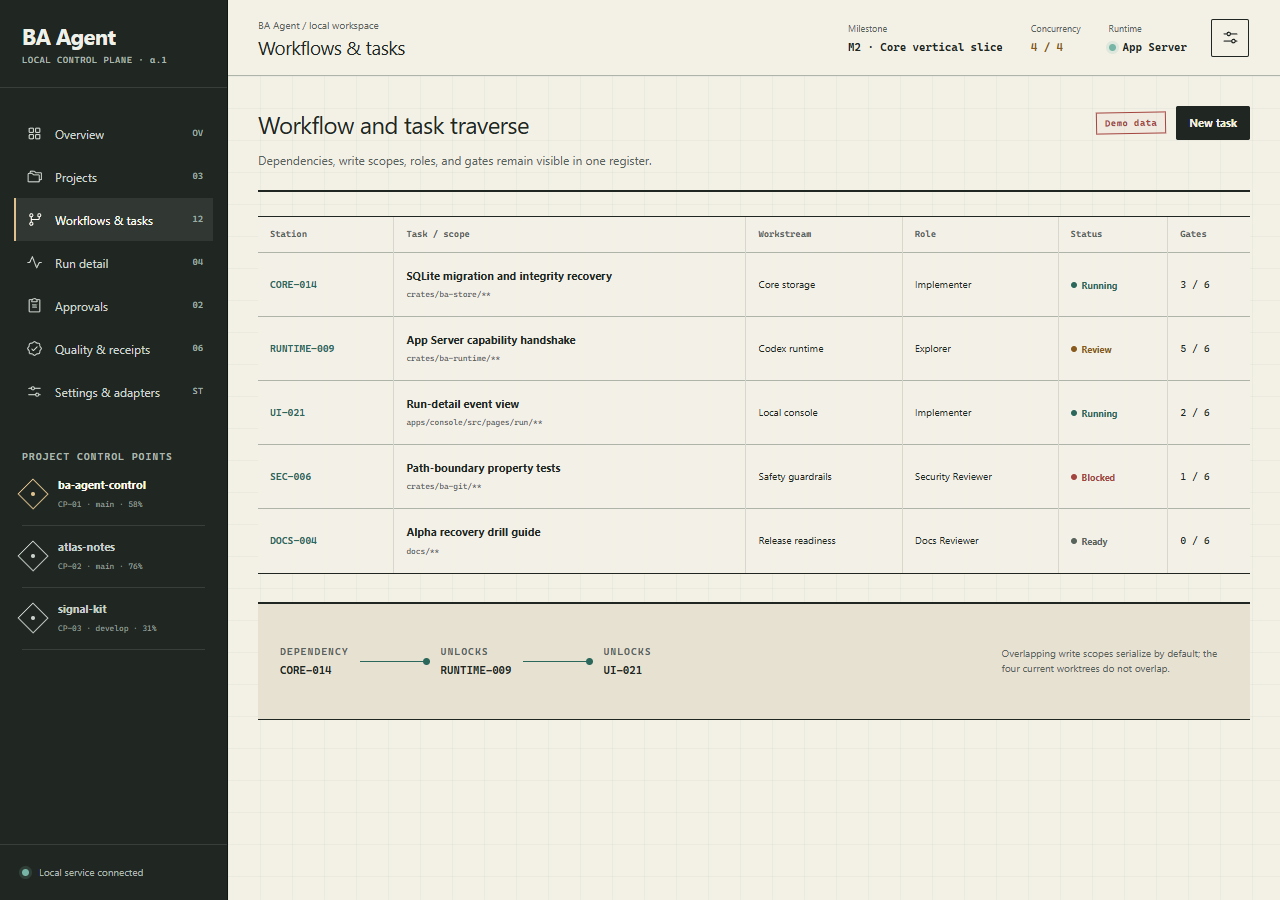 BA Agent
LOCAL CONTROL PLANE · α.1
Overview OV
Projects 03
Workflows & tasks 12
Run detail 04
Approvals 02
Quality & receipts 06
Settings & adapters ST
PROJECT CONTROL POINTS
ba-agent-control
CP-01 · main · 58%
atlas-notes
CP-02 · main · 76%
signal-kit
CP-03 · develop · 31%
Local service connected
BA Agent / local workspace
Workflows & tasks
Milestone
M2 · Core vertical slice
Concurrency
4 / 4
Runtime
App Server
Workflow and task traverse
Dependencies, write scopes, roles, and gates remain visible in one register.
Demo data
New task
Station Task / scope Workstream Role Status Gates
CORE-014 SQLite migration and integrity recovery Core storage Implementer Running 3 / 6
crates/ba-store/**
RUNTIME-009 App Server capability handshake Codex runtime Explorer Review 5 / 6
crates/ba-runtime/**
UI-021 Run-detail event view Local console Implementer Running 2 / 6
apps/console/src/pages/run/**
SEC-006 Path-boundary property tests Safety guardrails Security Reviewer Blocked 1 / 6
crates/ba-git/**
DOCS-004 Alpha recovery drill guide Release readiness Docs Reviewer Ready 0 / 6
docs/**
DEPENDENCY
CORE-014
UNLOCKS
RUNTIME-009
UNLOCKS
UI-021
Overlapping write scopes serialize by default; the
four current worktrees do not overlap.